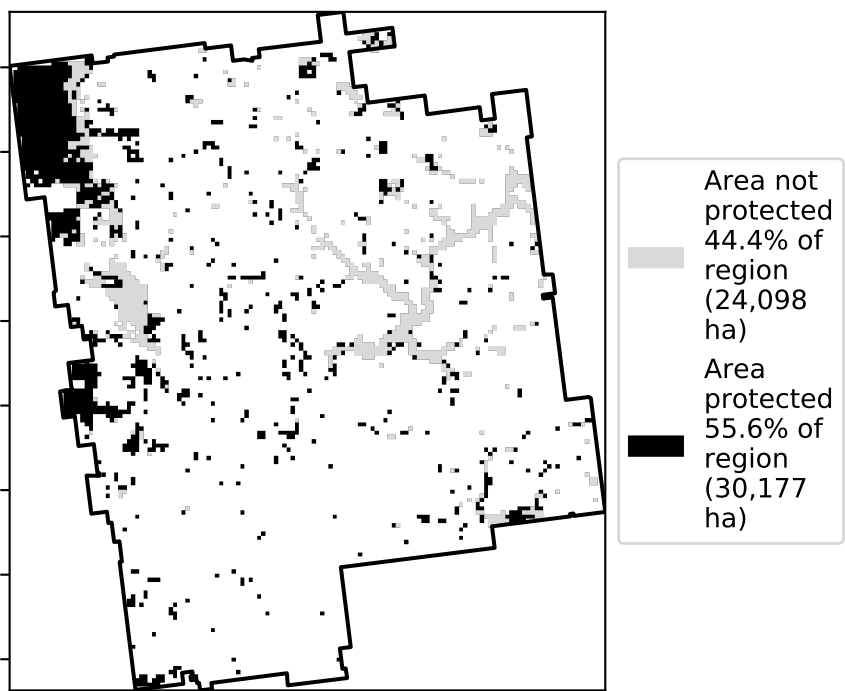 Area not
protected
44.4% of
region
(24,098
ha)
Area
protected
55.6% of
region
(30,177
ha)